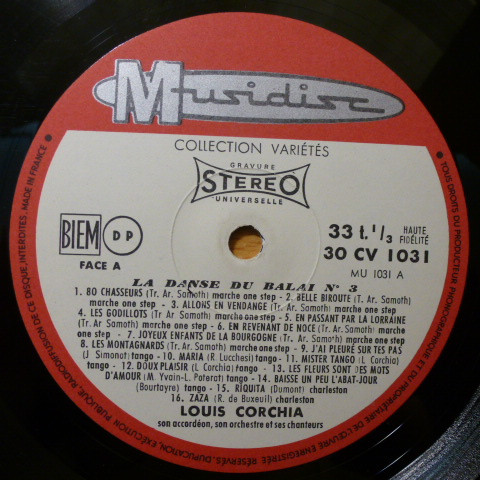 Musidisc
COLLECTION VARIÉTÉS
GRAVURE
STEREO
UNIVERSELLE
BIEM DP
FACE A
33 t. 1/3 HAUTE FIDÉLITÉ
30 CV 1031
MU 1031 A
LA DANSE DU BALAI N° 3
1. 80 CHASSEURS (Tr. Ar. Samoth) marche one step - 2. BELLE BIROUTE (Tr. Ar. Samoth)
marche one step - 3. ALLONS EN VENDANGE (Tr. Ar. Samoth) marche one step -
4. LES GODILLOTS (Tr. Ar. Samoth) marche one step - 5. EN PASSANT PAR LA LORRAINE
(Tr. Ar. Samoth) marche one step - 6. EN REVENANT DE NOCE (Tr. Ar. Samoth) marche
one step - 7. JOYEUX ENFANTS DE LA BOURGOGNE (Tr. Ar. Samoth) marche one step -
8. LES MONTAGNARDS (Tr. Ar. Samoth) marche one step - 9. J'AI PLEURÉ SUR TES PAS
(J Simonot) tango - 10. MARIA (R. Lucchesi) tango - 11. MISTER TANGO (L. Corchia)
tango - 12. DOUX PLAISIR (L. Corchia) tango - 13. LES FLEURS SONT DES MOTS
D'AMOUR (M. Yvain-L. Poterat) tango - 14. BAISSE UN PEU L'ABAT-JOUR
(Bourtayre) tango - 15. RIQUITA (Dumont) charleston
16. ZAZA (R. de Buxeuil) charleston
LOUIS CORCHIA
son accordéon, son orchestre et ses chanteurs
TOUS DROITS DU PRODUCTEUR PHONOGRAPHIQUE ET DU PROPRIÉTAIRE DE L'ŒUVRE ENREGISTRÉE, RÉSERVÉS. DUPLICATION, EXÉCUTION PUBLIQUE, RADIODIFFUSION DE CE DISQUE, INTERDITES. MADE IN FRANCE